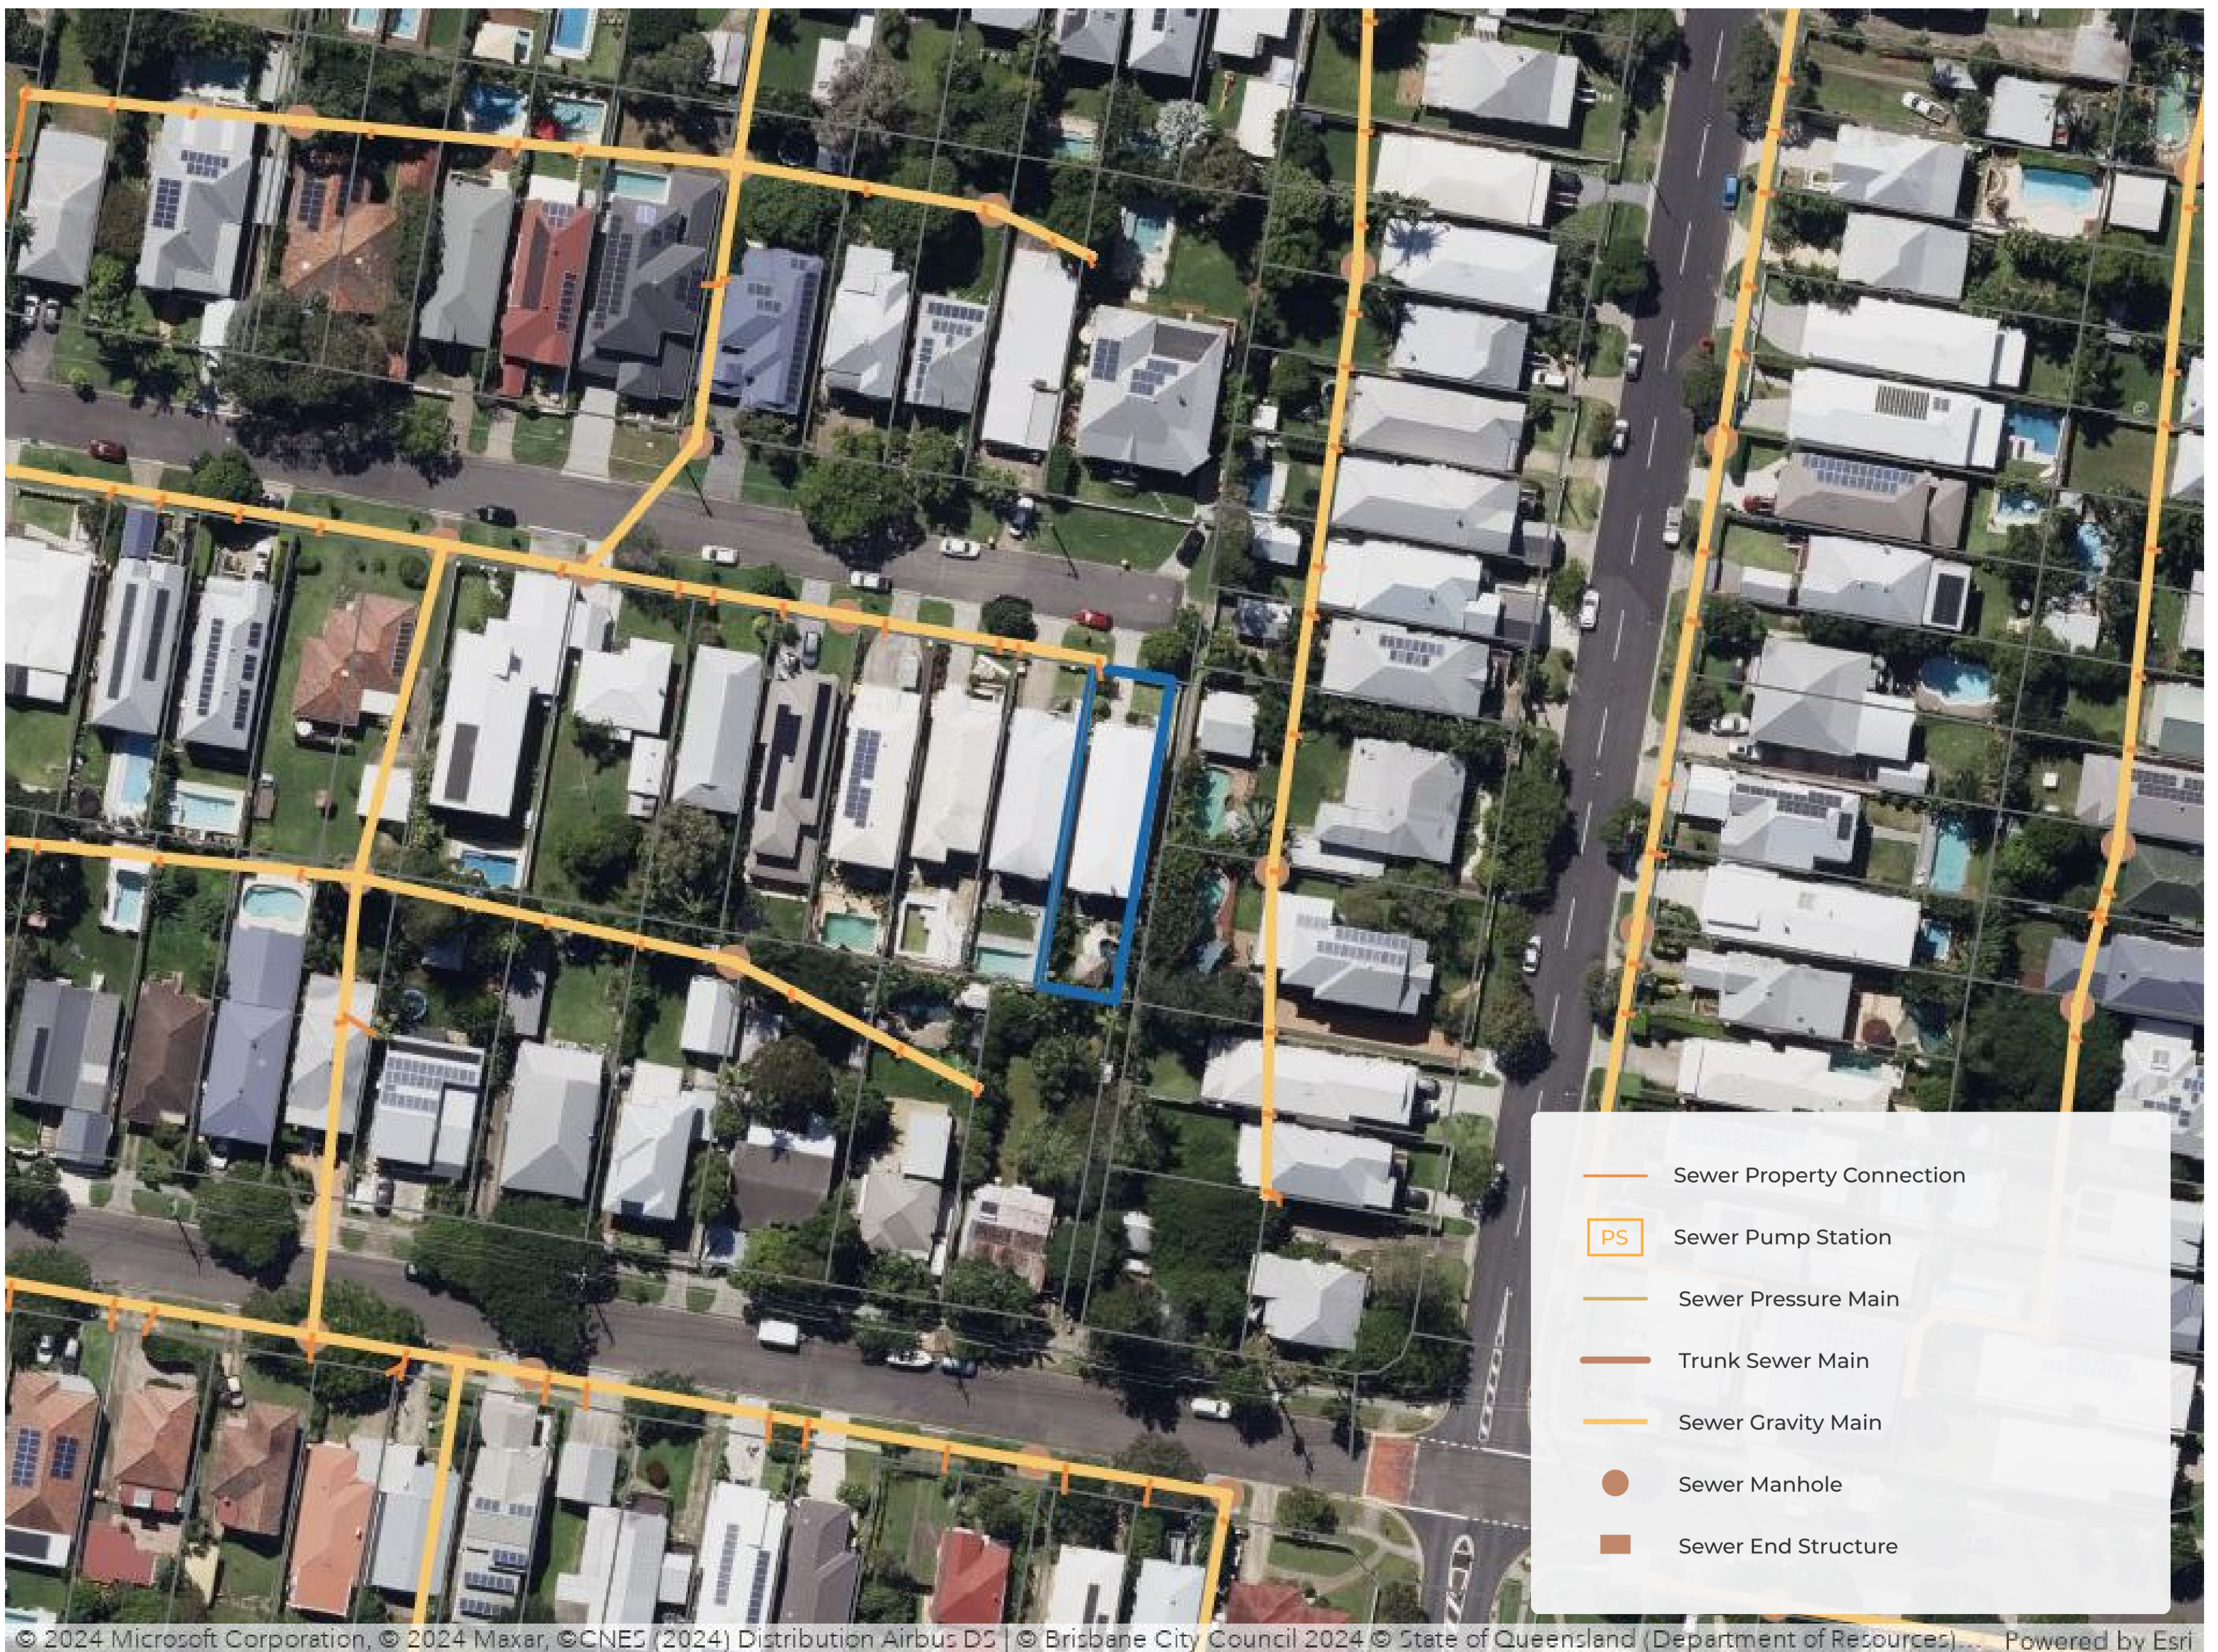 Sewer Property Connection
PS Sewer Pump Station
Sewer Pressure Main
Trunk Sewer Main
Sewer Gravity Main
Sewer Manhole
Sewer End Structure
© 2024 Microsoft Corporation, © 2024 Maxar, ©CNES (2024) Distribution Airbus DS | © Brisbane City Council 2024 © State of Queensland (Department of Resources)... Powered by Esri